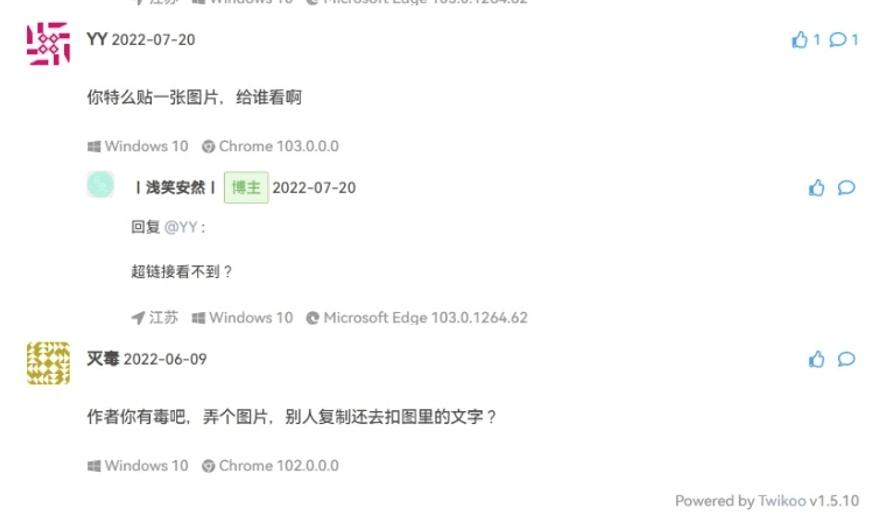 江苏 Windows 10 Microsoft Edge 103.0.1264.62
YY 2022-07-20 1 1
你特么贴一张图片，给谁看啊
Windows 10 Chrome 103.0.0.0
丨浅笑安然丨 博主 2022-07-20
回复 @YY :
超链接看不到？
江苏 Windows 10 Microsoft Edge 103.0.1264.62
灭毒 2022-06-09
作者你有毒吧，弄个图片，别人复制还去扣图里的文字？
Windows 10 Chrome 102.0.0.0
Powered by Twikoo v1.5.10